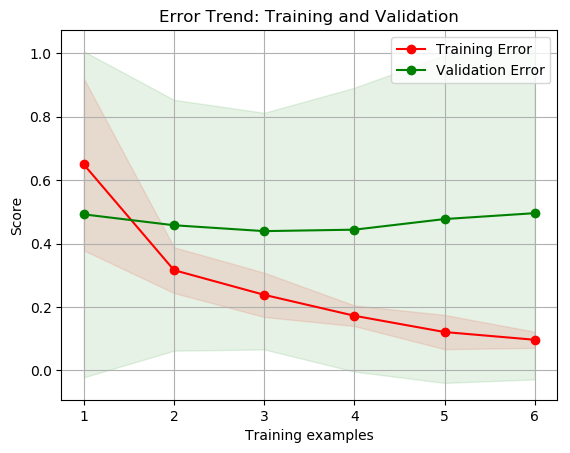 Error Trend: Training and Validation
Training Error
Validation Error
Score
1.0
0.8
0.6
0.4
0.2
0.0
1 2 3 4 5 6
Training examples